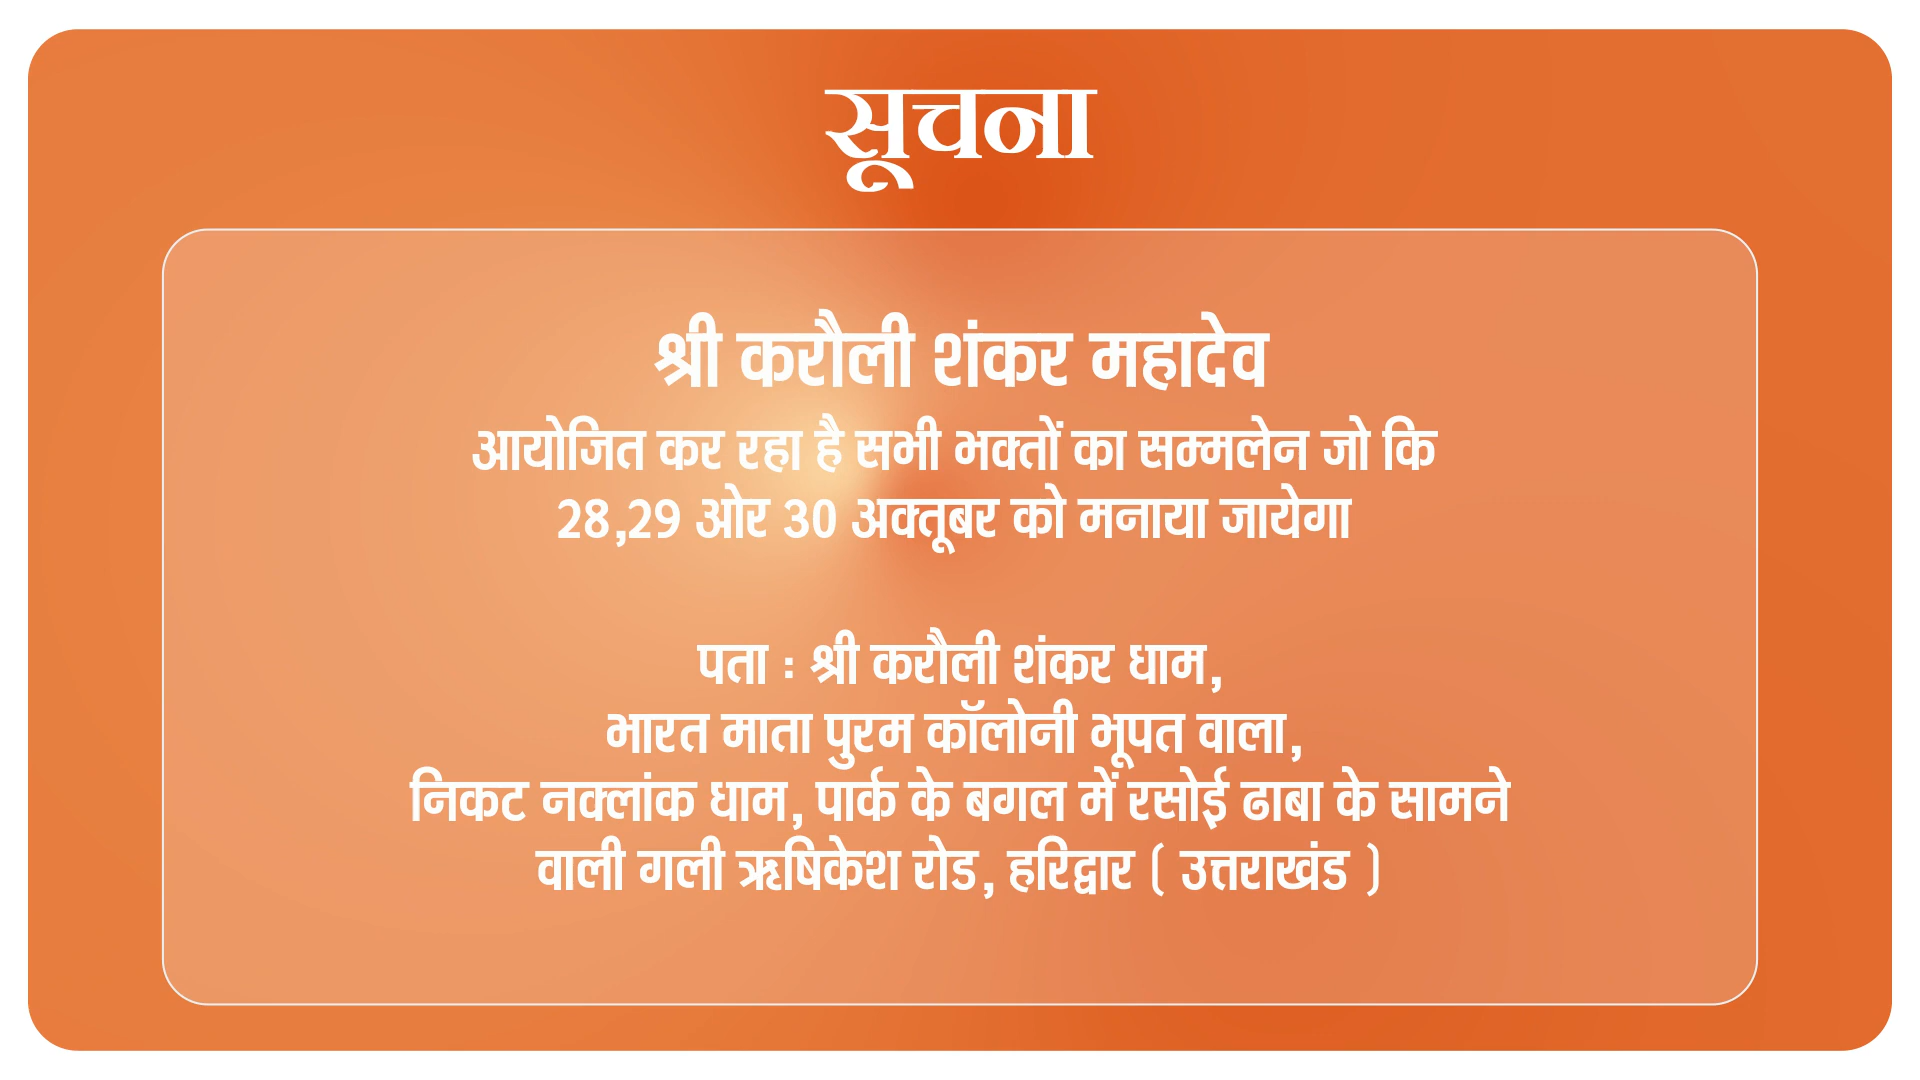 सूचना
श्री करौली शंकर महादेव
आयोजित कर रहा है सभी भक्तों का सम्मलेन जो कि
28,29 ओर 30 अक्तूबर को मनाया जायेगा
पता : श्री करौली शंकर धाम,
भारत माता पुरम कॉलोनी भूपत वाला,
निकट नक्लांक धाम, पार्क के बगल में रसोई ढाबा के सामने
वाली गली ऋषिकेश रोड, हरिद्वार ( उत्तराखंड )